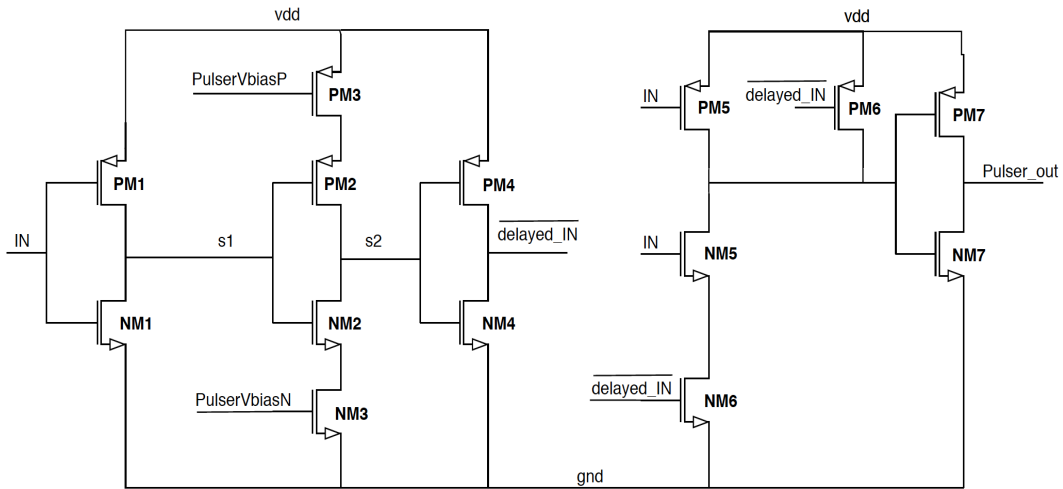 vdd
vdd
PulserVbiasP
PM3
IN
PM5
delayed_IN
PM6
PM7
PM1
PM2
PM4
Pulser_out
IN
s1
s2
delayed_IN
IN
NM5
NM7
NM1
NM2
NM4
PulserVbiasN
NM3
delayed_IN
NM6
gnd